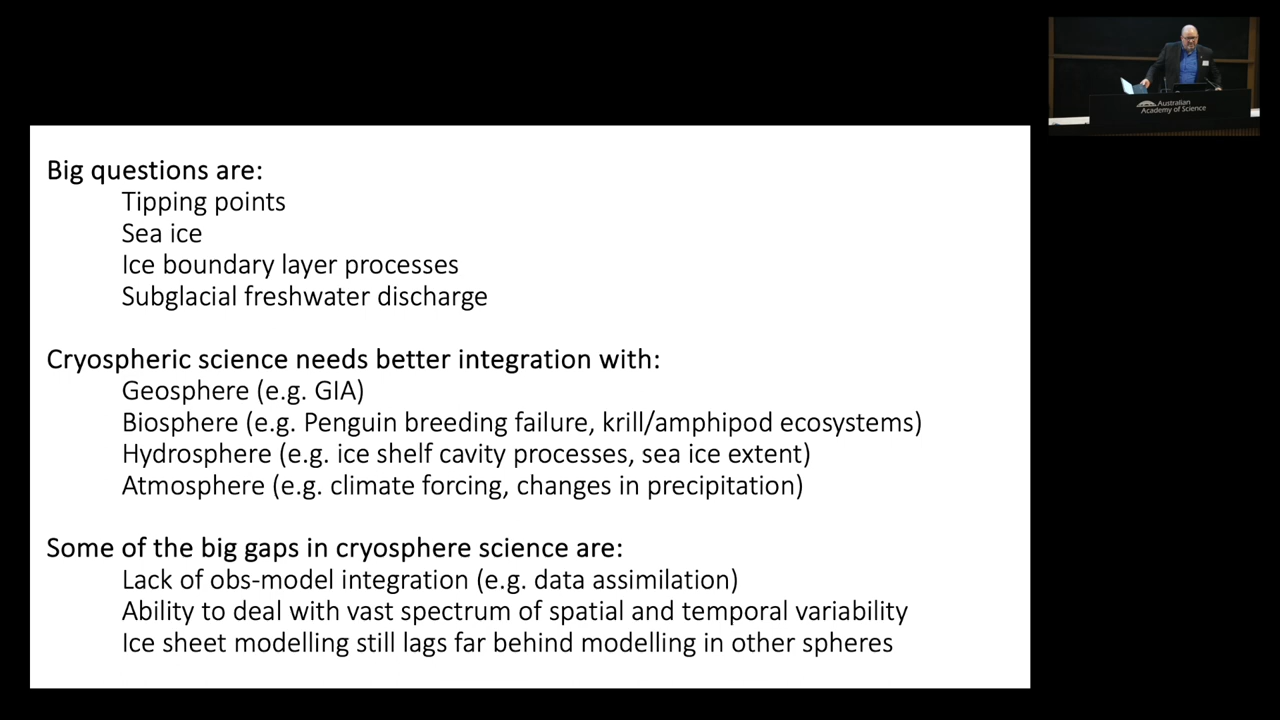 Big questions are:
Tipping points
Sea ice
Ice boundary layer processes
Subglacial freshwater discharge
Cryospheric science needs better integration with:
Geosphere (e.g. GIA)
Biosphere (e.g. Penguin breeding failure, krill/amphipod ecosystems)
Hydrosphere (e.g. ice shelf cavity processes, sea ice extent)
Atmosphere (e.g. climate forcing, changes in precipitation)
Some of the big gaps in cryosphere science are:
Lack of obs-model integration (e.g. data assimilation)
Ability to deal with vast spectrum of spatial and temporal variability
Ice sheet modelling still lags far behind modelling in other spheres
Australian
Academy of Science